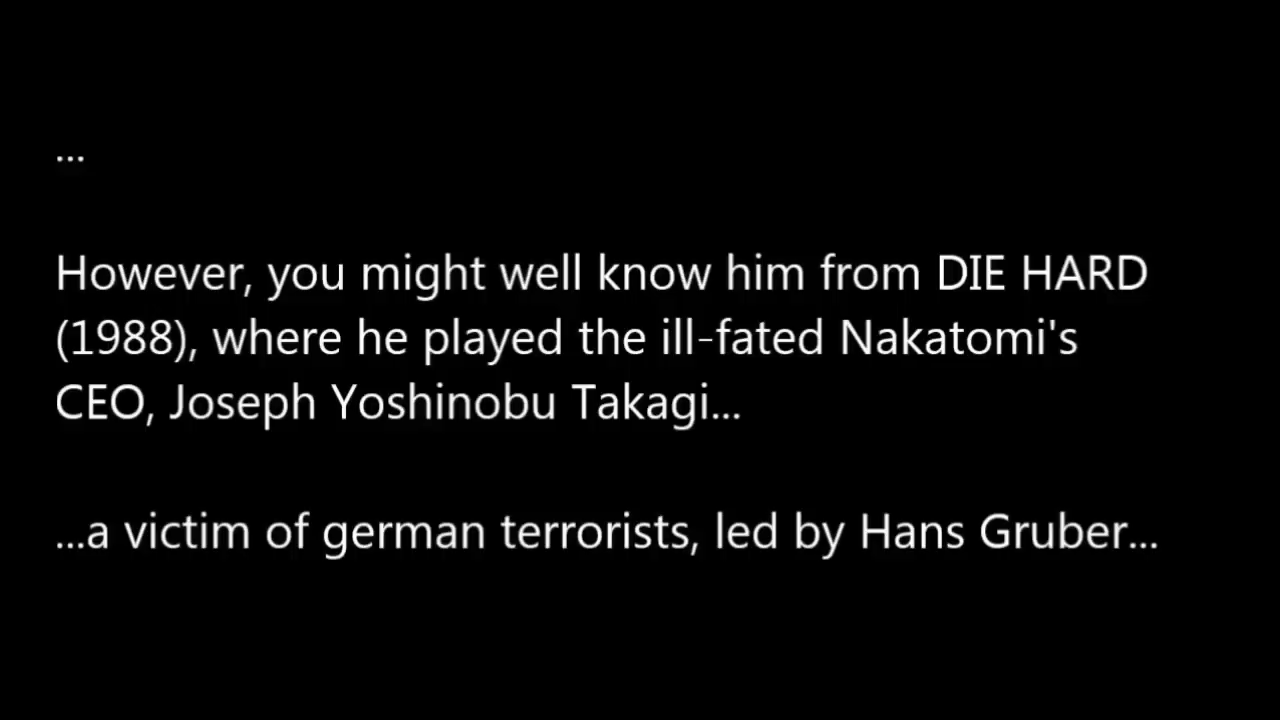 ...
However, you might well know him from DIE HARD
(1988), where he played the ill-fated Nakatomi's
CEO, Joseph Yoshinobu Takagi...
...a victim of german terrorists, led by Hans Gruber...